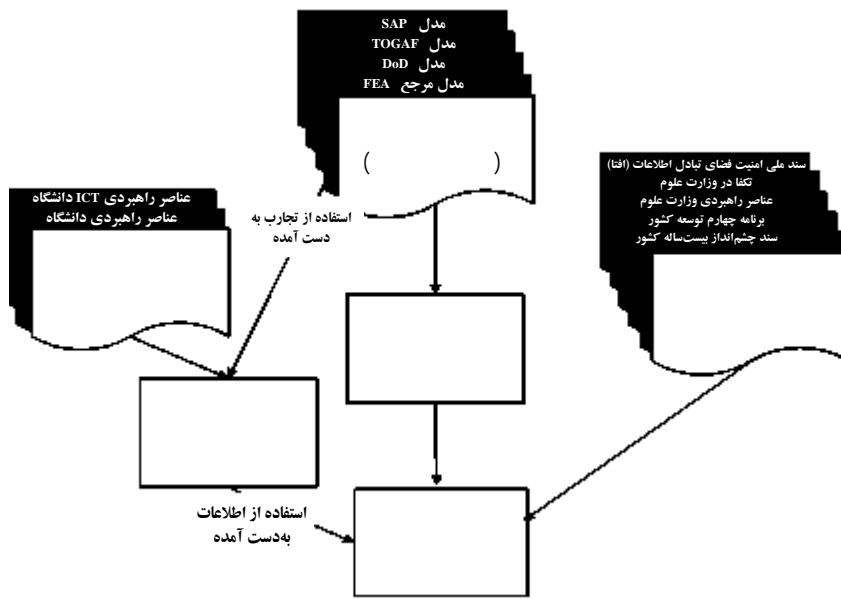 مدل SAP
مدل TOGAF
مدل DoD
مدل مرجع FEA
( )
سند ملی امنیت فضای تبادل اطلاعات (افتا)
تکفا در وزارت علوم
عناصر راهبردی وزارت علوم
برنامه چهارم توسعه کشور
سند چشم‌انداز بیست‌ساله کشور
عناصر راهبردی ICT دانشگاه
عناصر راهبردی دانشگاه
استفاده از تجارب به
دست آمده
استفاده از اطلاعات
به‌دست آمده